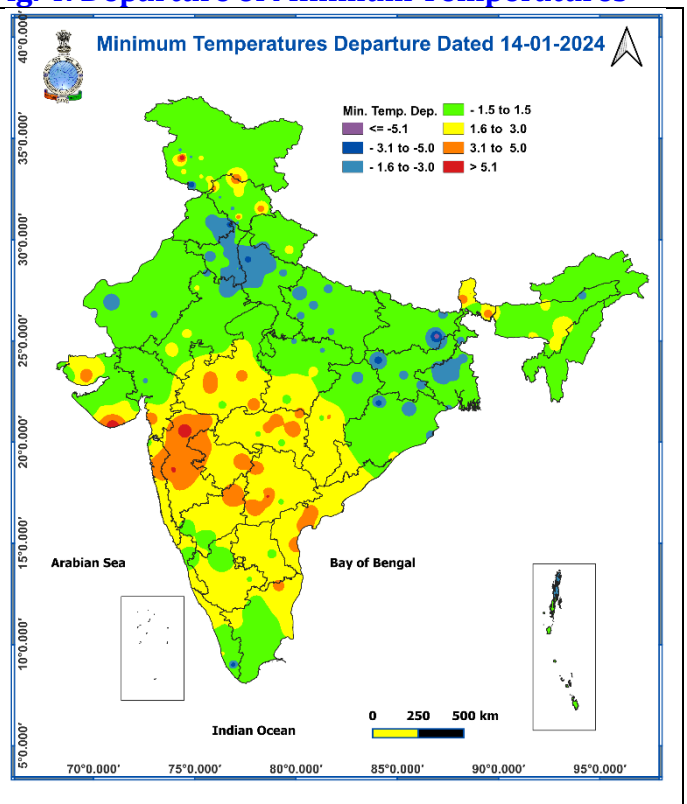 Minimum Temperatures Departure Dated 14-01-2024
Min. Temp. Dep.
<= -5.1
- 3.1 to -5.0
- 1.6 to -3.0
- 1.5 to 1.5
1.6 to 3.0
3.1 to 5.0
> 5.1
40°0.000'
35°0.000'
30°0.000'
25°0.000'
20°0.000'
15°0.000'
10°0.000'
5°0.000'
Arabian Sea
Bay of Bengal
Indian Ocean
0 250 500 km
70°0.000' 75°0.000' 80°0.000' 85°0.000' 90°0.000' 95°0.000'